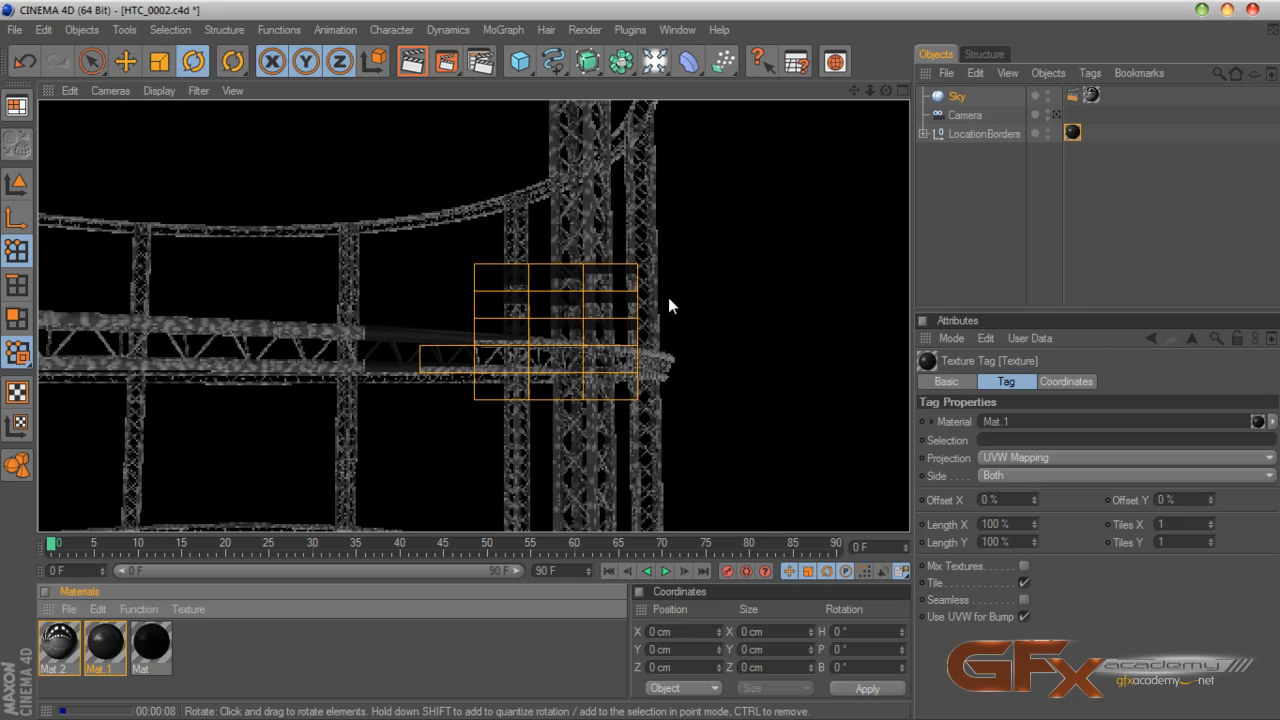 CINEMA 4D (64 Bit) - [HTC_0002.c4d *]
File Edit Objects Tools Selection Structure Functions Animation Character Dynamics MoGraph Hair Render Plugins Window Help
Objects Structure
File Edit View Objects Tags Bookmarks
Edit Cameras Display Filter View
Sky
Camera
LocationBorders
Attributes
Mode Edit User Data
Texture Tag [Texture]
Basic Tag Coordinates
Tag Properties
Material Mat.1
Selection
Projection UVW Mapping
Side Both
Offset X 0 % Offset Y 0 %
Length X 100 % Tiles X 1
Length Y 100 % Tiles Y 1
Mix Textures
Tile
Seamless
Use UVW for Bump
0 5 10 15 20 25 30 35 40 45 50 55 60 65 70 75 80 85 90 0 F
0 F 0 F 90 F 90 F
Materials
File Edit Function Texture
Mat.2 Mat.1 Mat
Coordinates
Position Size Rotation
X 0 cm X 0 cm H 0 °
Y 0 cm Y 0 cm P 0 °
Z 0 cm Z 0 cm B 0 °
Object Size Apply
MAXON
CINEMA 4D
00:00:08 Rotate: Click and drag to rotate elements. Hold down SHIFT to add to quantize rotation / add to the selection in point mode, CTRL to remove.
GFx academy
gfxacademy.net